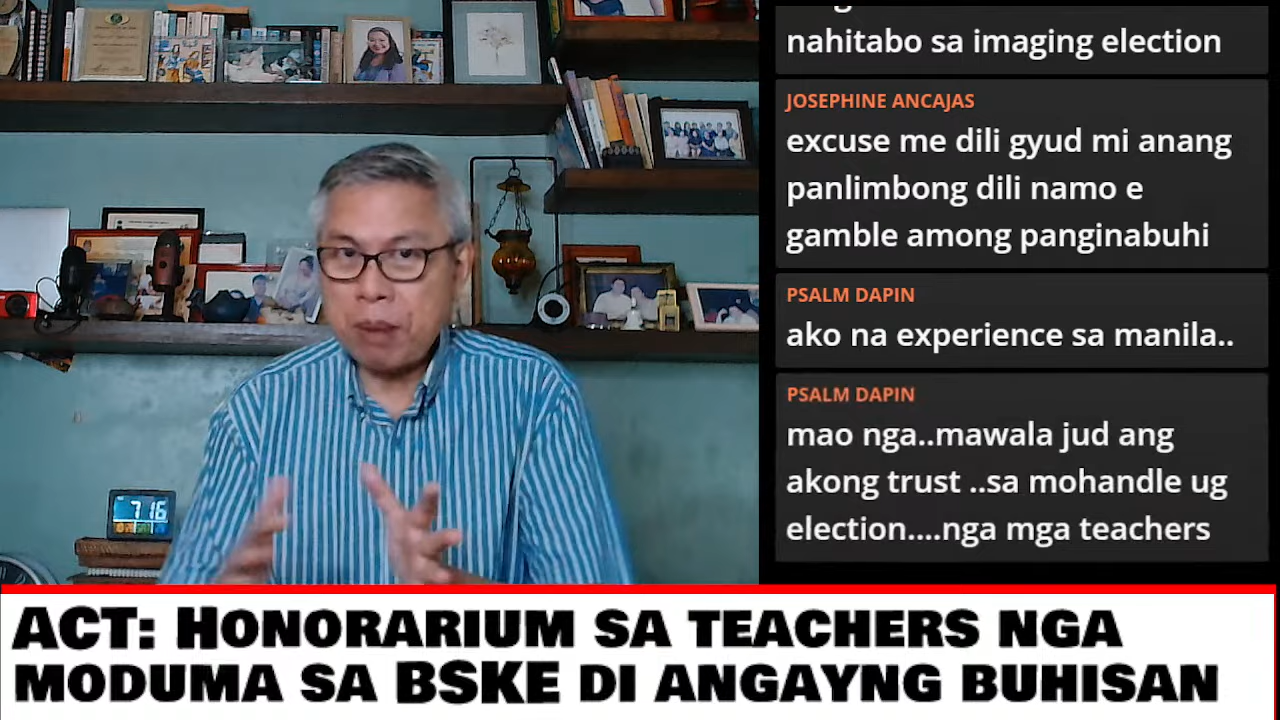 nahitabo sa imaging election
JOSEPHINE ANCAJAS
excuse me dili gyud mi anang
panlimbong dili namo e
gamble among panginabuhi
PSALM DAPIN
ako na experience sa manila..
PSALM DAPIN
mao nga..mawala jud ang
akong trust ..sa mohandle ug
election....nga mga teachers
7 16
ACT: HONORARIUM SA TEACHERS NGA
MODUMA SA BSKE DI ANGAYNG BUHISAN